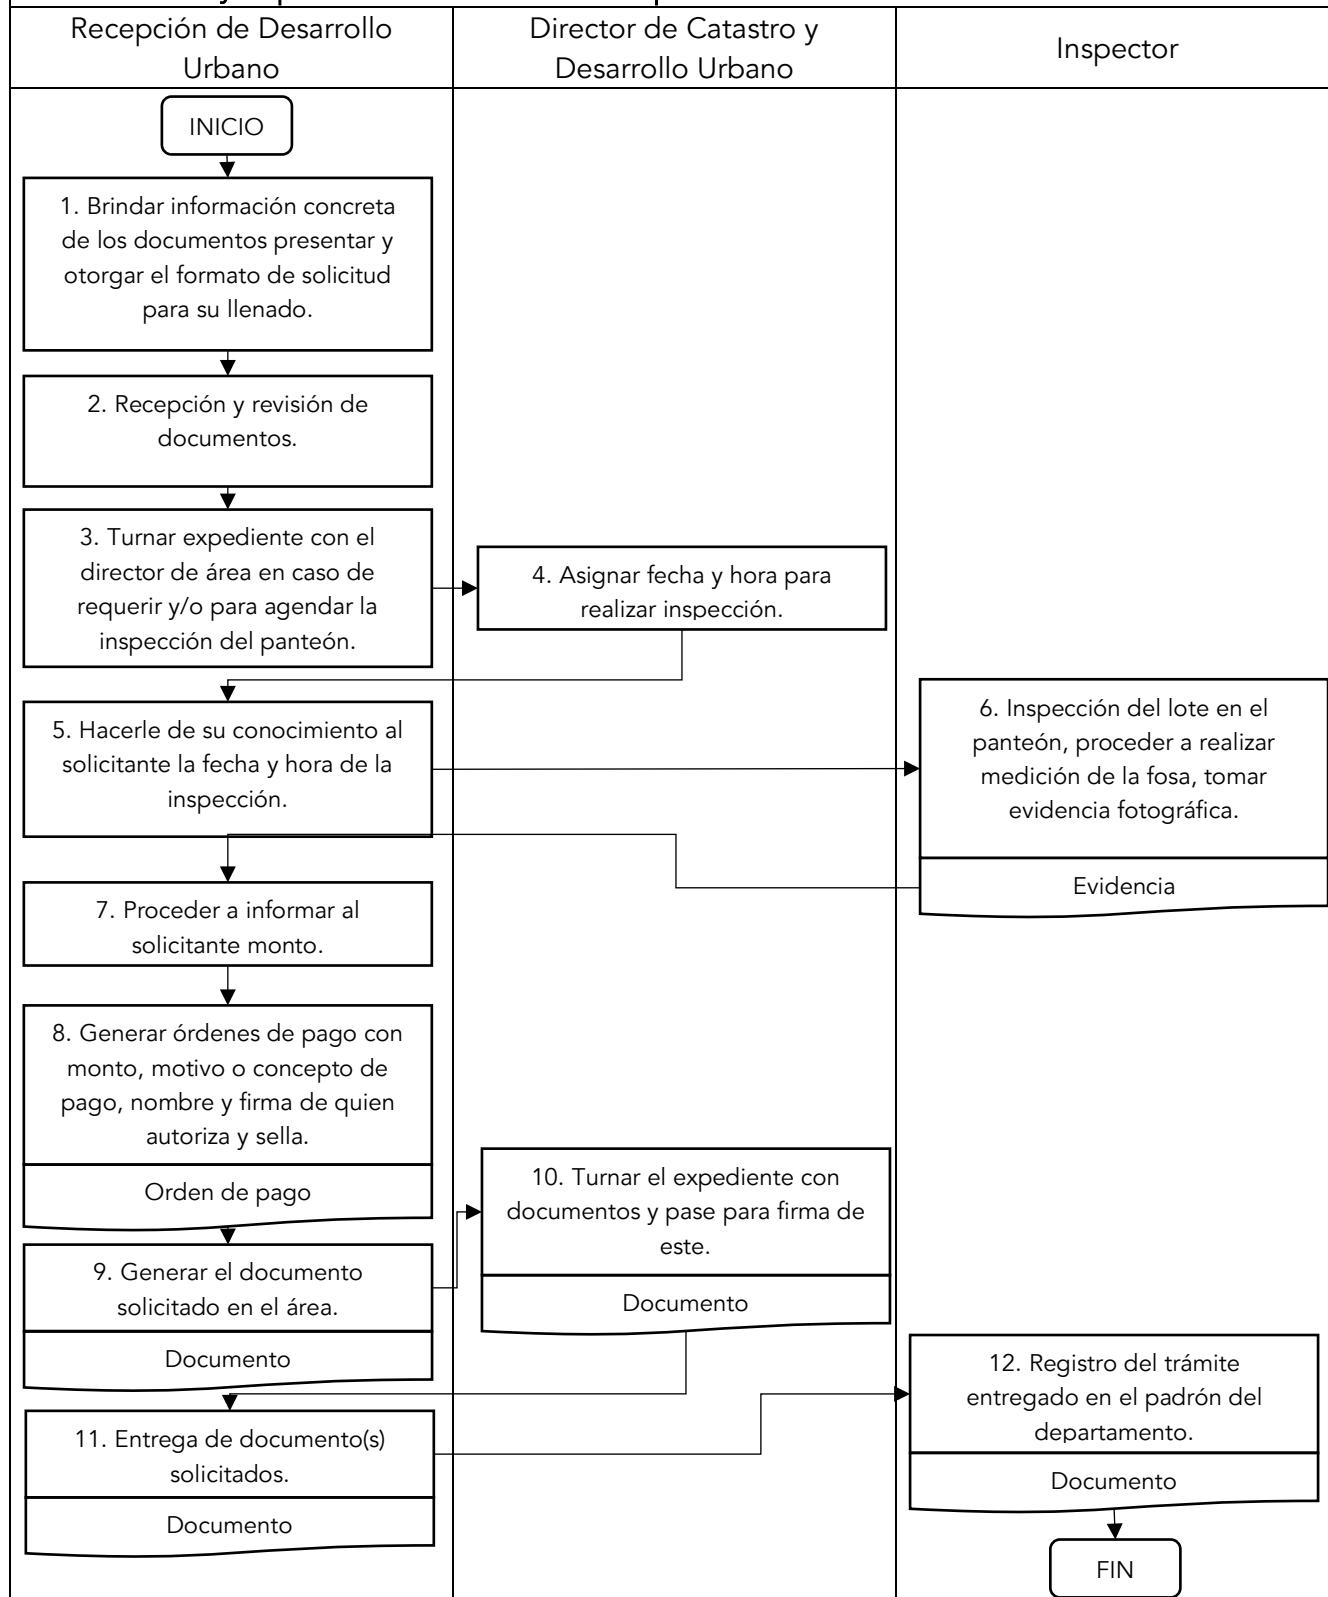 Recepción de Desarrollo
Urbano
Director de Catastro y
Desarrollo Urbano
Inspector
INICIO
1. Brindar información concreta
de los documentos presentar y
otorgar el formato de solicitud
para su llenado.
2. Recepción y revisión de
documentos.
3. Turnar expediente con el
director de área en caso de
requerir y/o para agendar la
inspección del panteón.
4. Asignar fecha y hora para
realizar inspección.
5. Hacerle de su conocimiento al
solicitante la fecha y hora de la
inspección.
6. Inspección del lote en el
panteón, proceder a realizar
medición de la fosa, tomar
evidencia fotográfica.
Evidencia
7. Proceder a informar al
solicitante monto.
8. Generar órdenes de pago con
monto, motivo o concepto de
pago, nombre y firma de quien
autoriza y sella.
Orden de pago
9. Generar el documento
solicitado en el área.
Documento
10. Turnar el expediente con
documentos y pase para firma de
este.
Documento
11. Entrega de documento(s)
solicitados.
Documento
12. Registro del trámite
entregado en el padrón del
departamento.
Documento
FIN